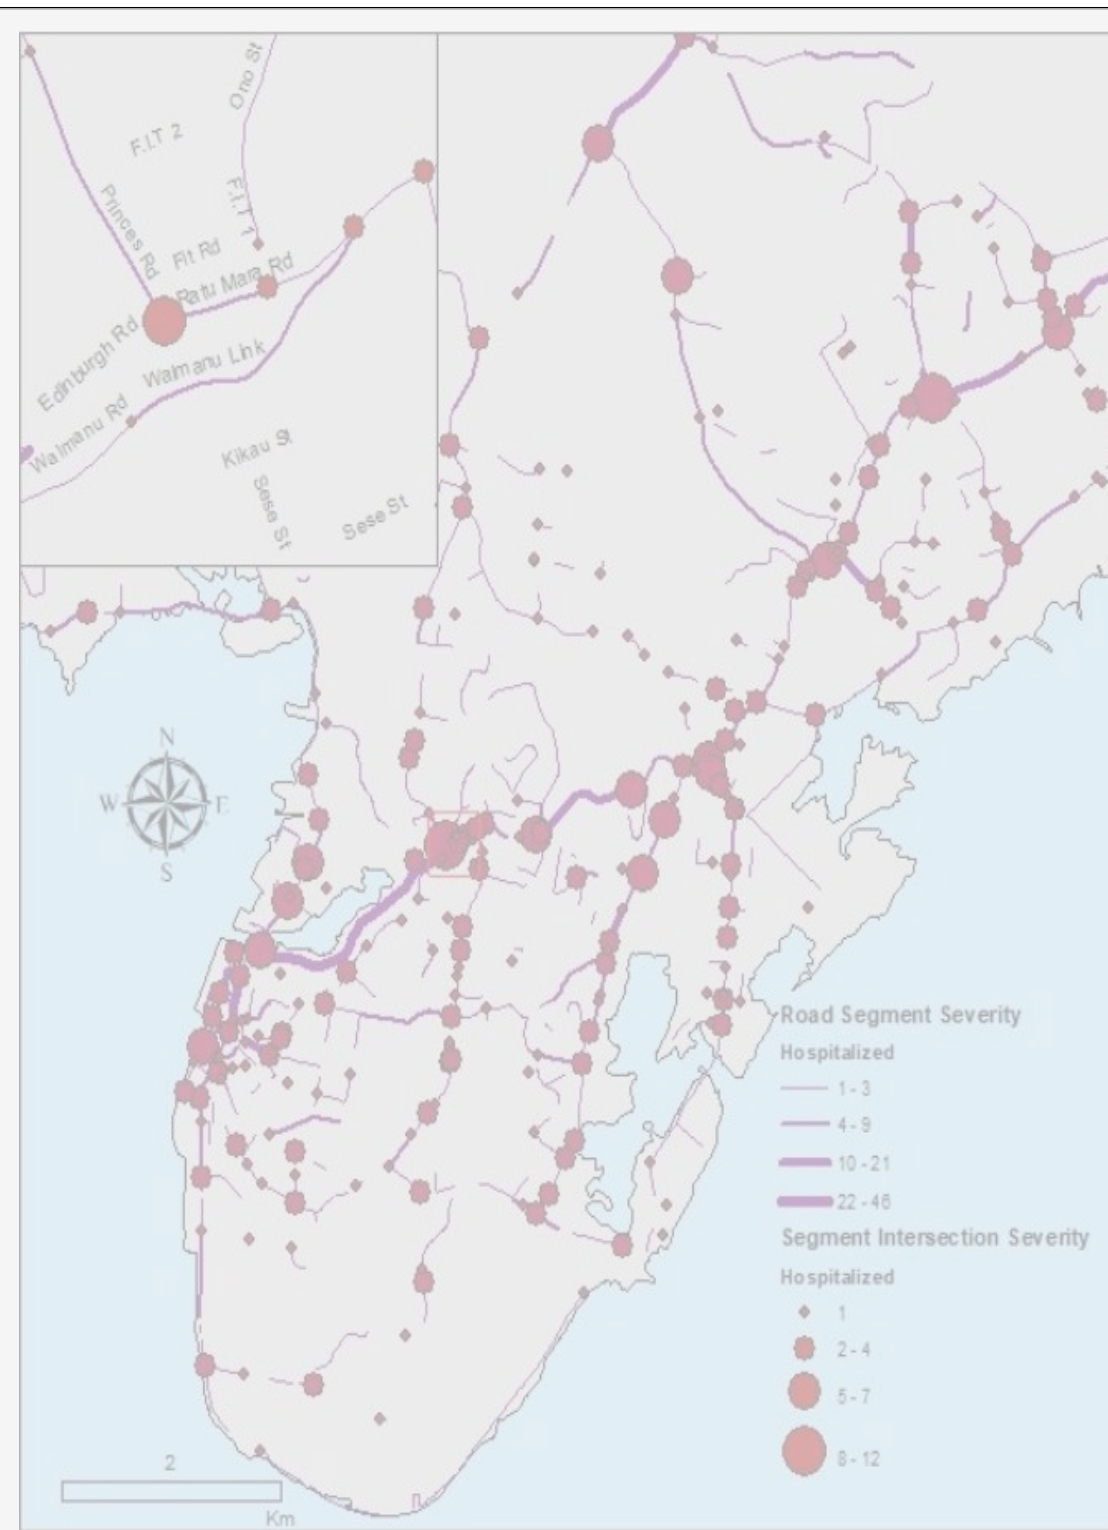 Ono St
F.I.T 2
Princes Rd
F.I.T 1
Fit Rd
Ratu Mara Rd
Edinburgh Rd
Waimanu Link
Waimanu Rd
Kikau St
Sese St
Sese St
N
W E
S
Road Segment Severity
Hospitalized
1 - 3
4 - 9
10 - 21
22 - 46
Segment Intersection Severity
Hospitalized
1
2 - 4
5 - 7
8 - 12
2
Km